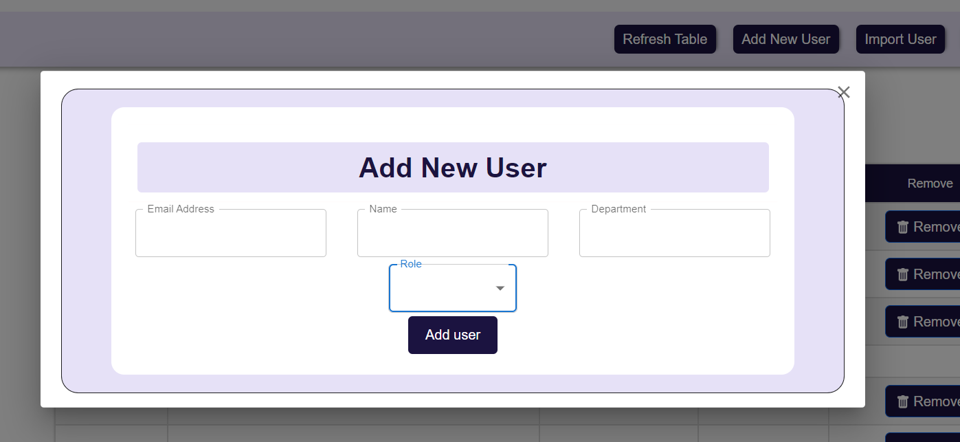 Refresh Table
Add New User
Import User
Add New User
Email Address
Name
Department
Role
Add user
Remove
Remove
Remove
Remove
Remove